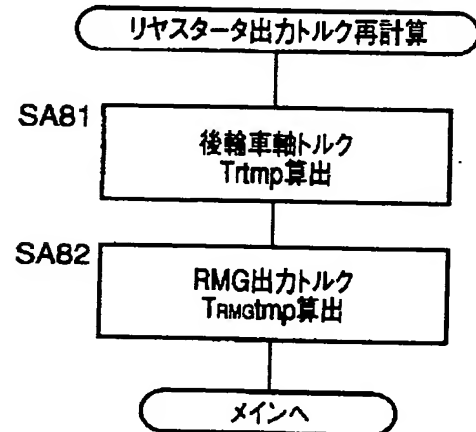 リヤスタータ出力トルク再計算
SA81
後輪車軸トルク
Trtmp算出
SA82
RMG出力トルク
TRMGtmp算出
メインへ